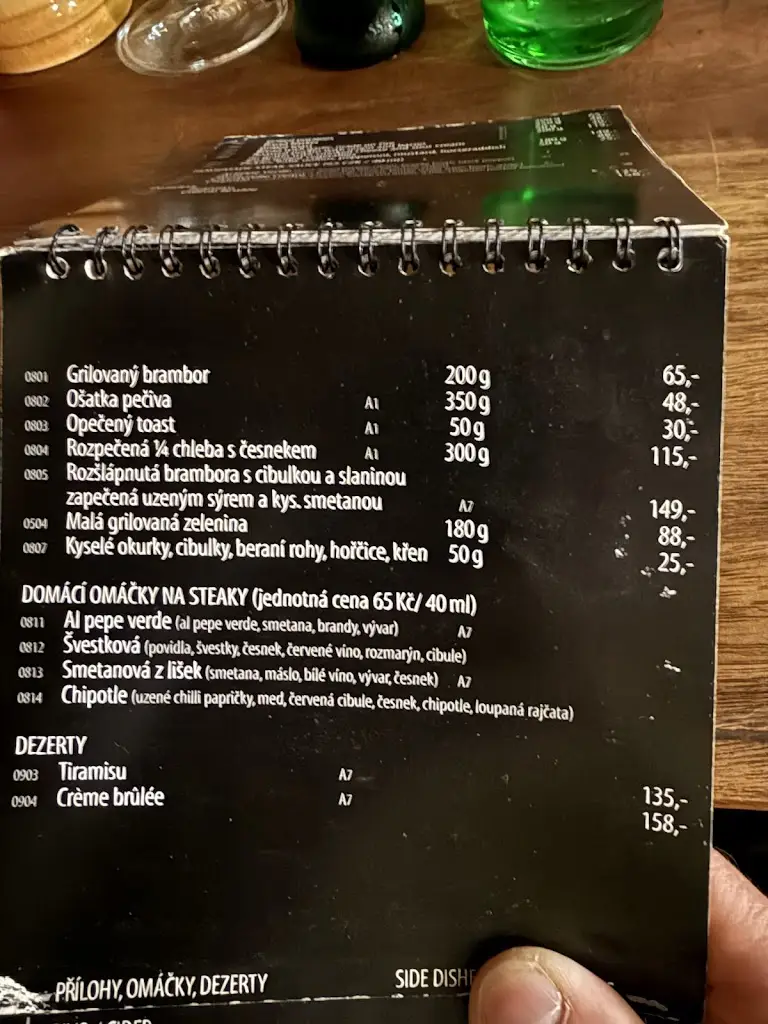 0801 Grilovaný brambor 200 g 65,-
0802 Ošatka pečiva A1 350 g 48,-
0803 Opečený toast A1 50 g 30,-
0804 Rozpečená ¼ chleba s česnekem A1 300 g 115,-
0805 Rozšlápnutá brambora s cibulkou a slaninou
zapečená uzeným sýrem a kys. smetanou A7 149,-
0504 Malá grilovaná zelenina 180 g 88,-
0807 Kyselé okurky, cibulky, beraní rohy, hořčice, křen 50 g 25,-
DOMÁCÍ OMÁČKY NA STEAKY (jednotná cena 65 Kč/ 40 ml)
0811 Al pepe verde (al pepe verde, smetana, brandy, vývar) A7
0812 Švestková (povidla, švestky, česnek, červené víno, rozmarýn, cibule)
0813 Smetanová z lišek (smetana, máslo, bílé víno, vývar, česnek) A7
0814 Chipotle (uzené chilli papričky, med, červená cibule, česnek, chipotle, loupaná rajčata)
DEZERTY
0903 Tiramisu A7 135,-
0904 Crème brûlée A7 158,-
PŘÍLOHY, OMÁČKY, DEZERTY SIDE DISHE